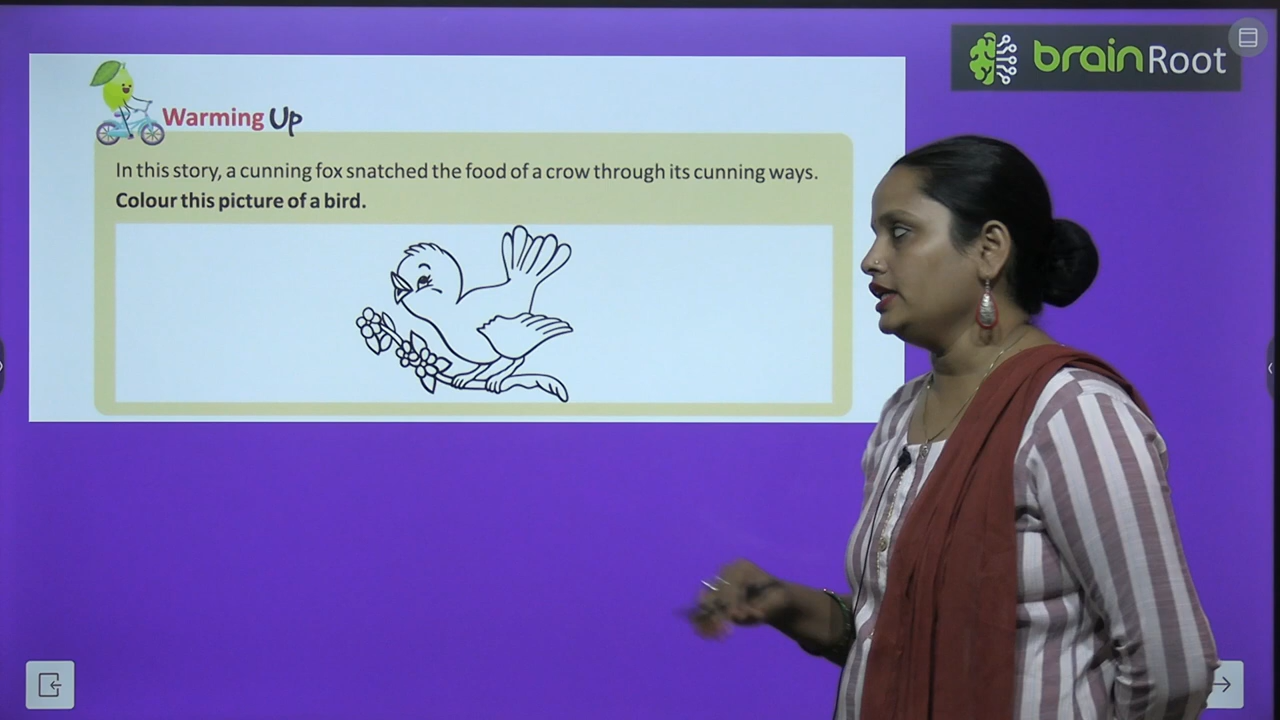 brainRoot
Warming Up
In this story, a cunning fox snatched the food of a crow through its cunning ways.
Colour this picture of a bird.